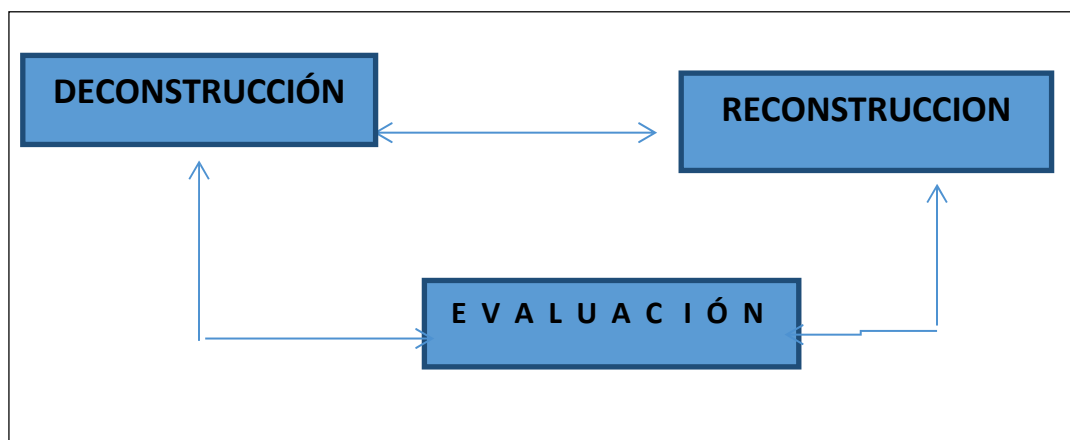 DECONSTRUCCIÓN
RECONSTRUCCION
E V A L U A C I Ó N